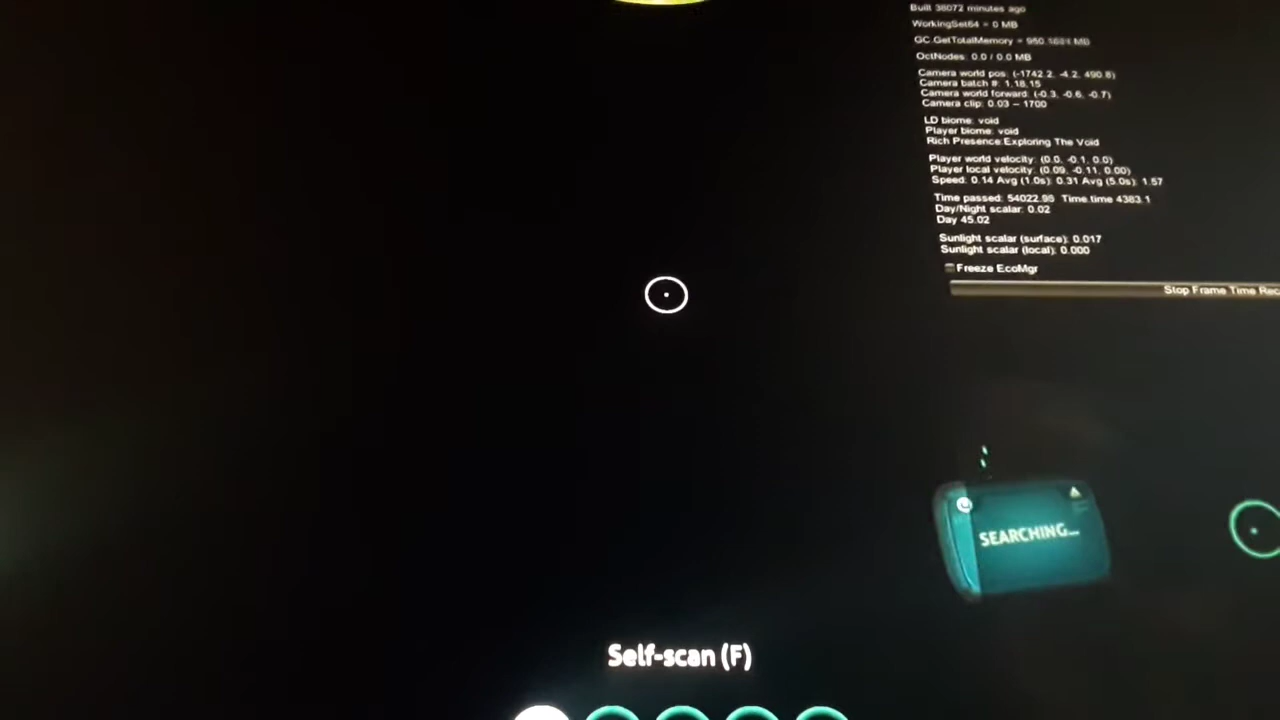 Built 36072 minutes ago
WorkingSet64 = 0 MB
GC.GetTotalMemory = MB
OctNodes: 0.0 / 0.0 MB
Camera world pos: (-1742.2, -4.2, 490.8)
Camera batch #: 1,18,15
Camera world forward: (-0.3, -0.6, -0.7)
Camera clip: 0.03 – 1700
LD biome: void
Player biome: void
Rich Presence:Exploring The Void
Player world velocity: (0.0, -0.1, 0.0)
Player local velocity: (0.09, -0.11, 0.00)
Speed: 0.14 Avg (1.0s): 0.31 Avg (5.0s): 1.57
Time passed: 54022.98 Time.time 4383.1
Day/Night scalar: 0.02
Day 45.02
Sunlight scalar (surface): 0.017
Sunlight scalar (local): 0.000
Freeze EcoMgr
Stop Frame Time Rec
SEARCHING...
Self-scan (F)